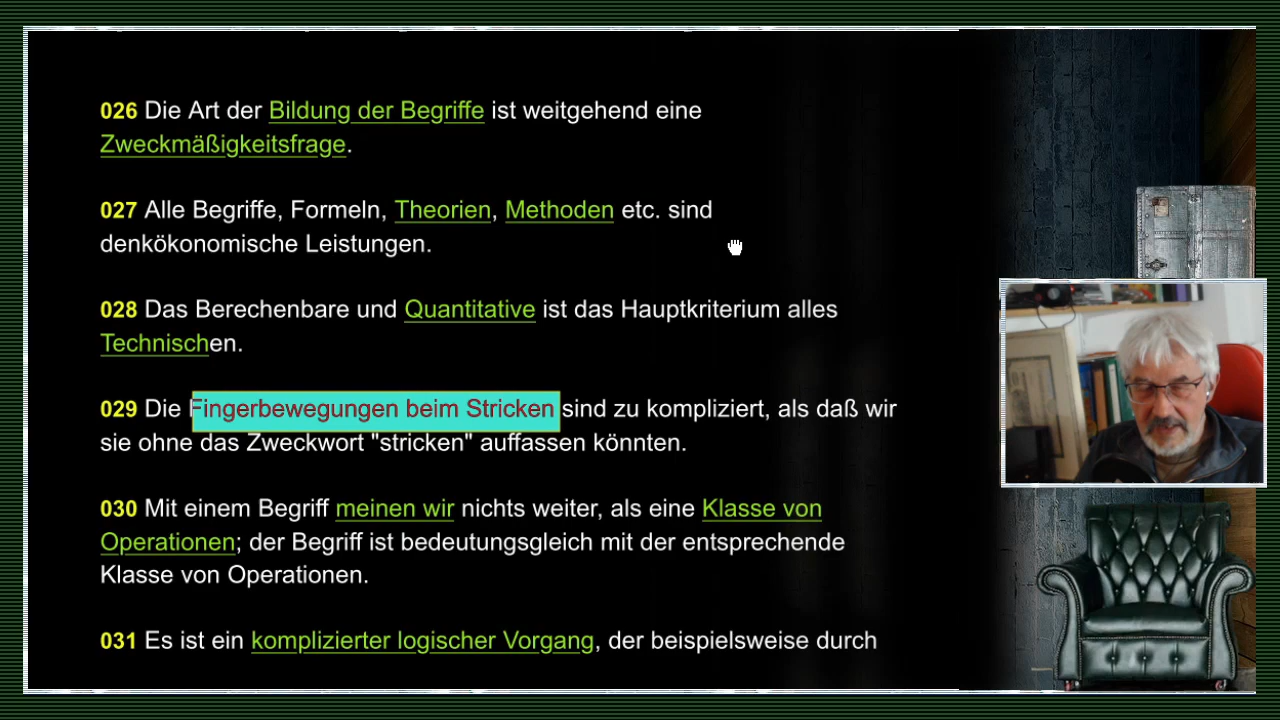 026 Die Art der Bildung der Begriffe ist weitgehend eine
Zweckmäßigkeitsfrage.
027 Alle Begriffe, Formeln, Theorien, Methoden etc. sind
denkökonomische Leistungen.
028 Das Berechenbare und Quantitative ist das Hauptkriterium alles
Technischen.
029 Die Fingerbewegungen beim Stricken sind zu kompliziert, als daß wir
sie ohne das Zweckwort "stricken" auffassen könnten.
030 Mit einem Begriff meinen wir nichts weiter, als eine Klasse von
Operationen; der Begriff ist bedeutungsgleich mit der entsprechende
Klasse von Operationen.
031 Es ist ein komplizierter logischer Vorgang, der beispielsweise durch